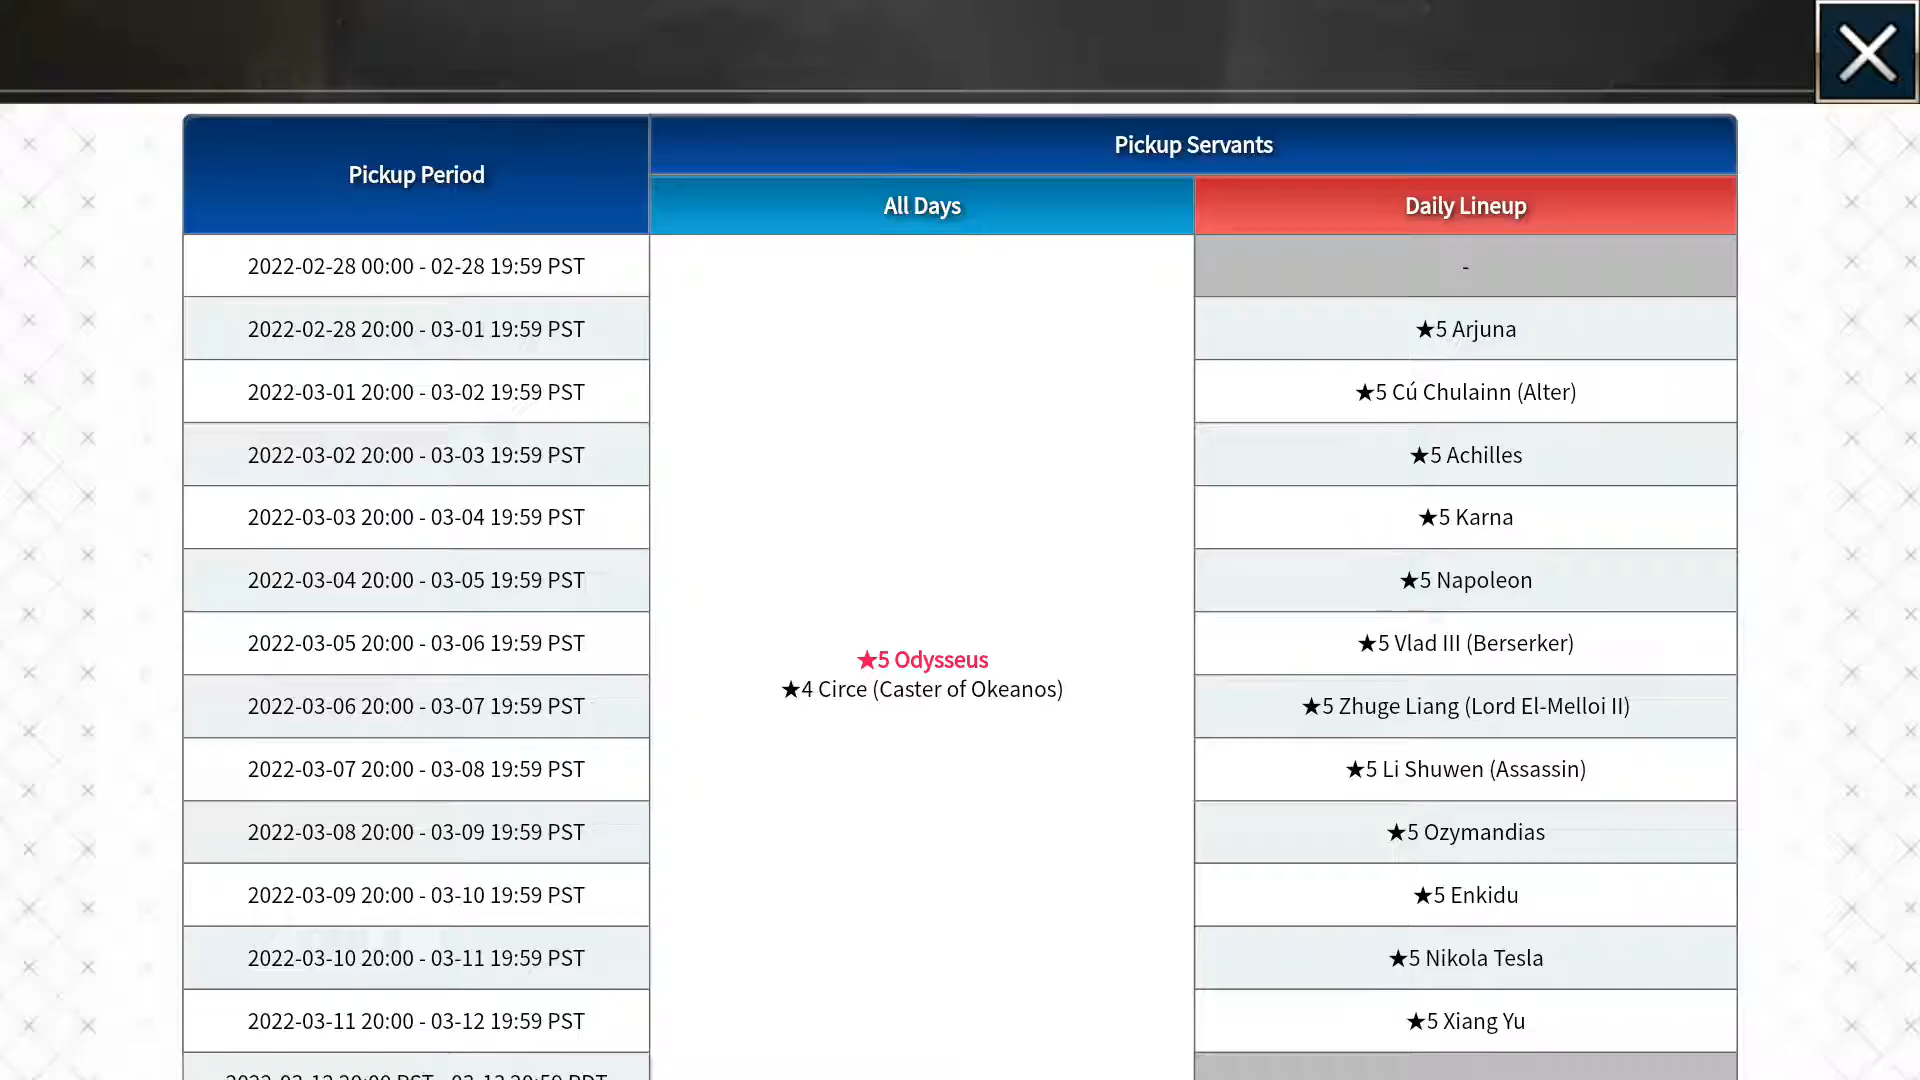 Pickup Period
Pickup Servants
All Days
Daily Lineup
2022-02-28 00:00 - 02-28 19:59 PST
-
2022-02-28 20:00 - 03-01 19:59 PST
★5 Arjuna
2022-03-01 20:00 - 03-02 19:59 PST
★5 Cú Chulainn (Alter)
2022-03-02 20:00 - 03-03 19:59 PST
★5 Achilles
2022-03-03 20:00 - 03-04 19:59 PST
★5 Karna
2022-03-04 20:00 - 03-05 19:59 PST
★5 Napoleon
2022-03-05 20:00 - 03-06 19:59 PST
★5 Vlad III (Berserker)
★5 Odysseus
★4 Circe (Caster of Okeanos)
2022-03-06 20:00 - 03-07 19:59 PST
★5 Zhuge Liang (Lord El-Melloi II)
2022-03-07 20:00 - 03-08 19:59 PST
★5 Li Shuwen (Assassin)
2022-03-08 20:00 - 03-09 19:59 PST
★5 Ozymandias
2022-03-09 20:00 - 03-10 19:59 PST
★5 Enkidu
2022-03-10 20:00 - 03-11 19:59 PST
★5 Nikola Tesla
2022-03-11 20:00 - 03-12 19:59 PST
★5 Xiang Yu